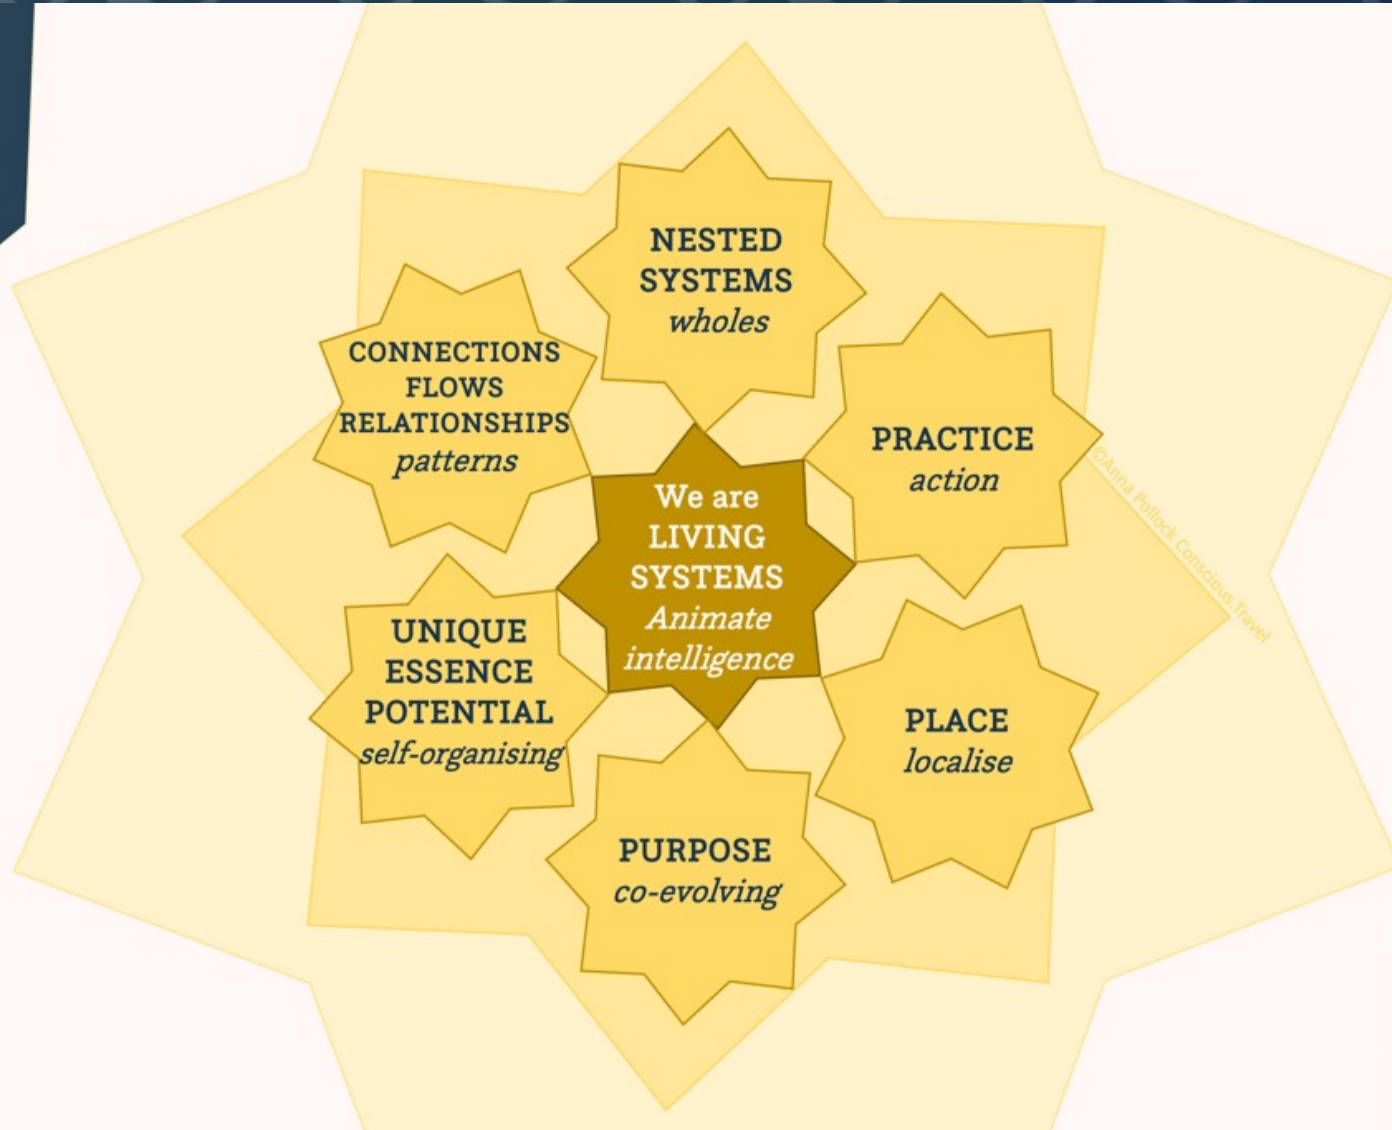 NESTED
SYSTEMS
wholes
CONNECTIONS
FLOWS
RELATIONSHIPS
patterns
PRACTICE
action
We are
LIVING
SYSTEMS
Animate
intelligence
UNIQUE
ESSENCE
POTENTIAL
self-organising
PLACE
localise
PURPOSE
co-evolving
©Anna Pollock Conscious.Travel